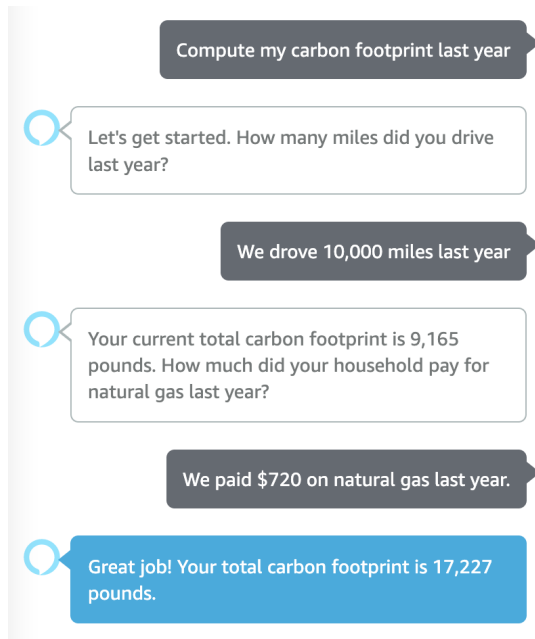 Compute my carbon footprint last year
Let's get started. How many miles did you drive
last year?
We drove 10,000 miles last year
Your current total carbon footprint is 9,165
pounds. How much did your household pay for
natural gas last year?
We paid $720 on natural gas last year.
Great job! Your total carbon footprint is 17,227
pounds.